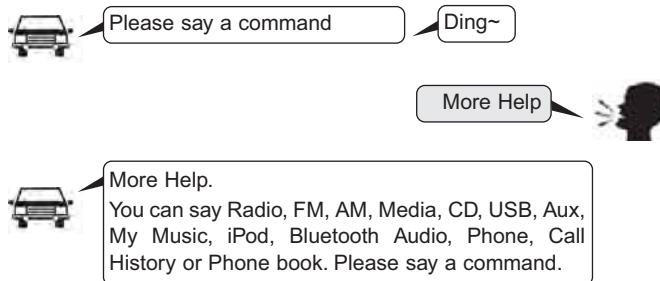 Please say a command
Ding~
More Help
More Help.
You can say Radio, FM, AM, Media, CD, USB, Aux,
My Music, iPod, Bluetooth Audio, Phone, Call
History or Phone book. Please say a command.